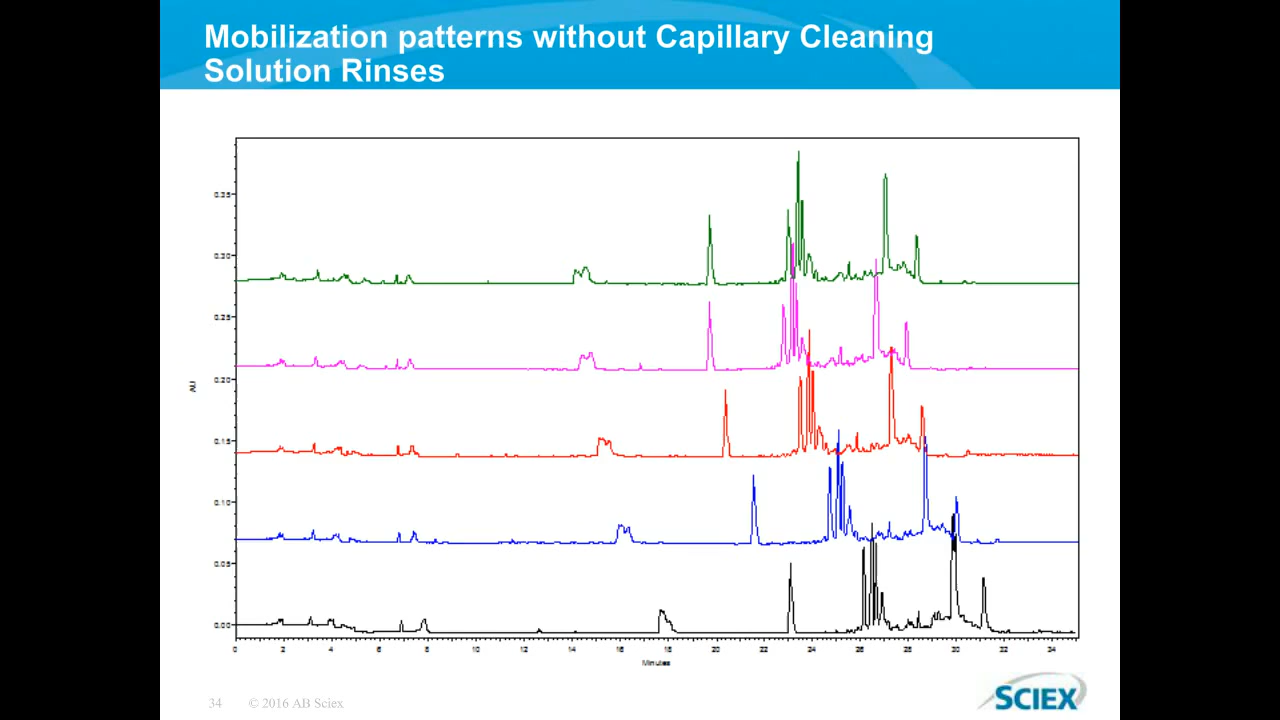 Mobilization patterns without Capillary Cleaning
Solution Rinses
0.35
0.30
0.25
0.20
AU
0.15
0.10
0.05
0.00
0 2 4 6 8 10 12 14 16 18 20 22 24 26 28 30 32 34
Minutes
34 © 2016 AB Sciex
SCIEX